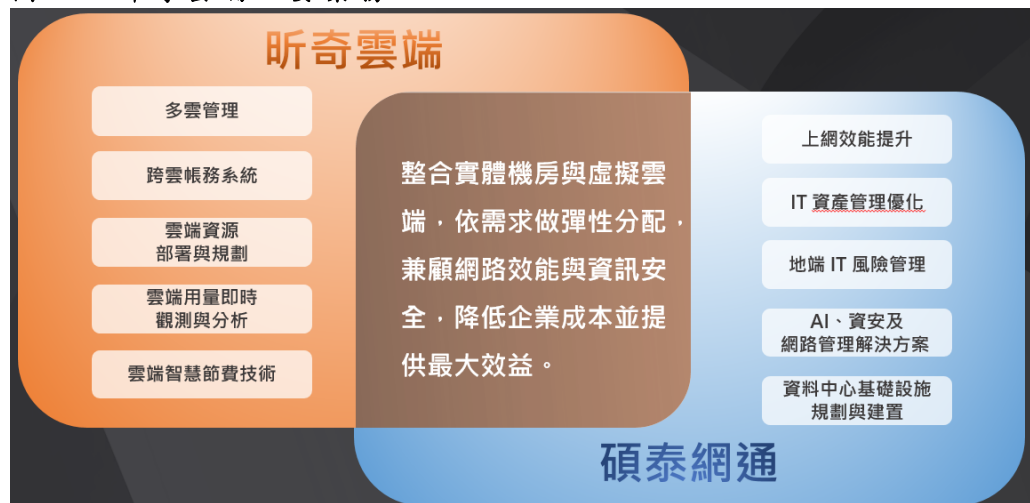 昕奇雲端
多雲管理
跨雲帳務系統
雲端資源
部署與規劃
雲端用量即時
觀測與分析
雲端智慧節費技術
整合實體機房與虛擬雲
端，依需求做彈性分配，
兼顧網路效能與資訊安
全，降低企業成本並提
供最大效益。
上網效能提升
IT 資產管理優化
地端 IT 風險管理
AI、資安及
網路管理解決方案
資料中心基礎設施
規劃與建置
碩泰網通